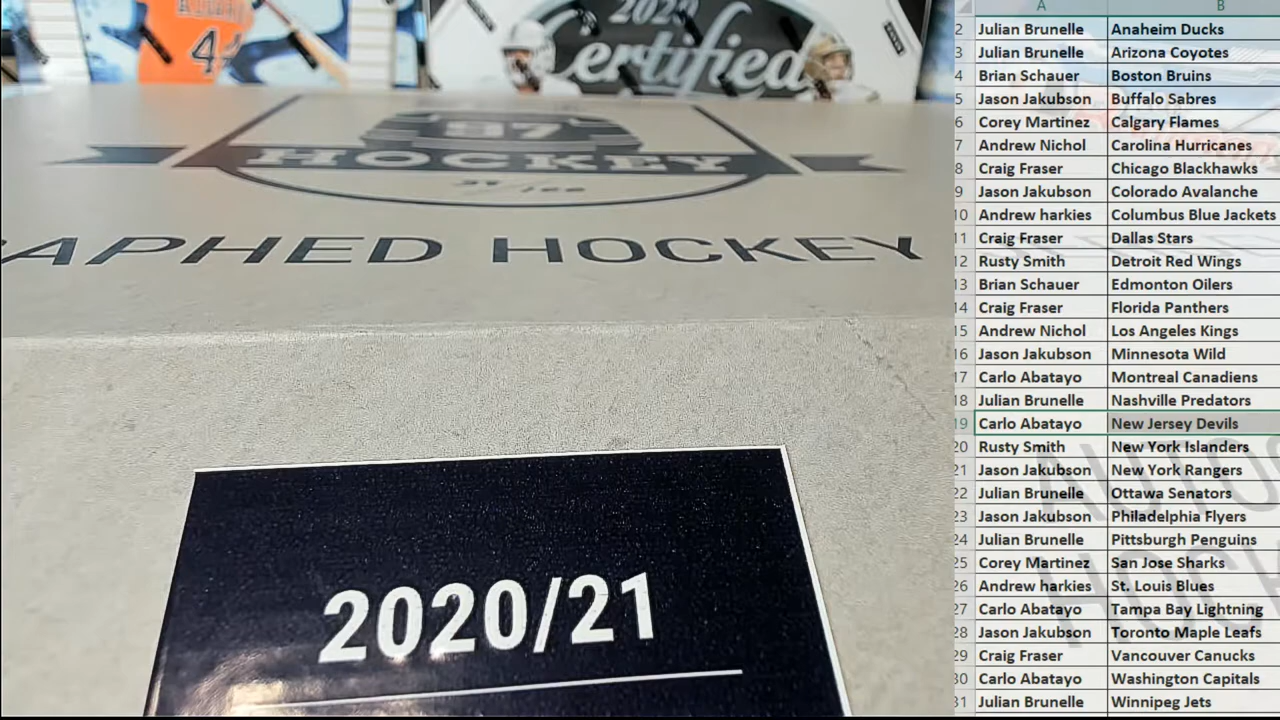 44
2020
Certified
97
HOCKEY
APHED HOCKEY
2020/21
A B
2 Julian Brunelle Anaheim Ducks
3 Julian Brunelle Arizona Coyotes
4 Brian Schauer Boston Bruins
5 Jason Jakubson Buffalo Sabres
6 Corey Martinez Calgary Flames
7 Andrew Nichol Carolina Hurricanes
8 Craig Fraser Chicago Blackhawks
9 Jason Jakubson Colorado Avalanche
10 Andrew harkies Columbus Blue Jackets
11 Craig Fraser Dallas Stars
12 Rusty Smith Detroit Red Wings
13 Brian Schauer Edmonton Oilers
14 Craig Fraser Florida Panthers
15 Andrew Nichol Los Angeles Kings
16 Jason Jakubson Minnesota Wild
17 Carlo Abatayo Montreal Canadiens
18 Julian Brunelle Nashville Predators
19 Carlo Abatayo New Jersey Devils
20 Rusty Smith New York Islanders
21 Jason Jakubson New York Rangers
22 Julian Brunelle Ottawa Senators
23 Jason Jakubson Philadelphia Flyers
24 Julian Brunelle Pittsburgh Penguins
25 Corey Martinez San Jose Sharks
26 Andrew harkies St. Louis Blues
27 Carlo Abatayo Tampa Bay Lightning
28 Jason Jakubson Toronto Maple Leafs
29 Craig Fraser Vancouver Canucks
30 Carlo Abatayo Washington Capitals
31 Julian Brunelle Winnipeg Jets